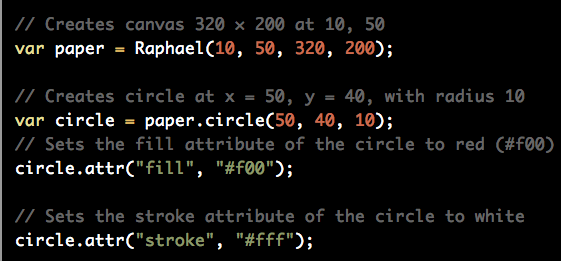 // Creates canvas 320 × 200 at 10, 50
var paper = Raphael(10, 50, 320, 200);
// Creates circle at x = 50, y = 40, with radius 10
var circle = paper.circle(50, 40, 10);
// Sets the fill attribute of the circle to red (#f00)
circle.attr("fill", "#f00");
// Sets the stroke attribute of the circle to white
circle.attr("stroke", "#fff");